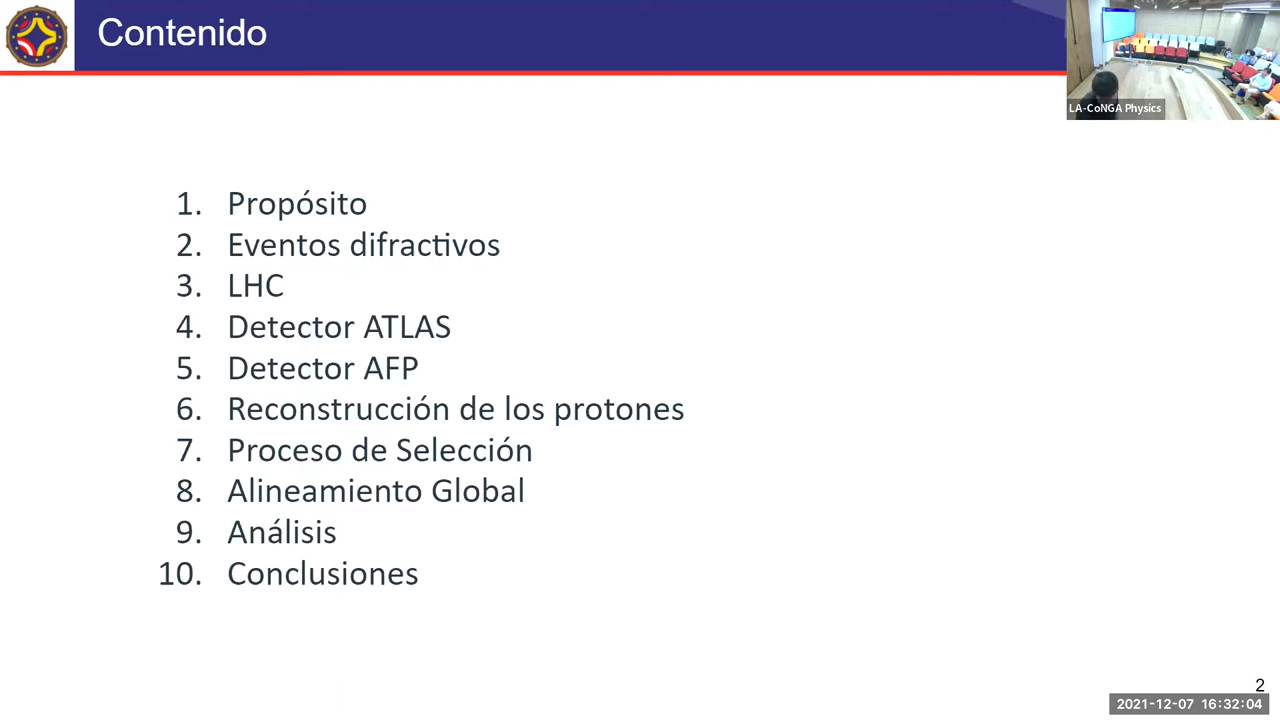 Contenido
LA-CoNGA Physics
1. Propósito
2. Eventos difractivos
3. LHC
4. Detector ATLAS
5. Detector AFP
6. Reconstrucción de los protones
7. Proceso de Selección
8. Alineamiento Global
9. Análisis
10. Conclusiones
2
2021-12-07 16:32:04